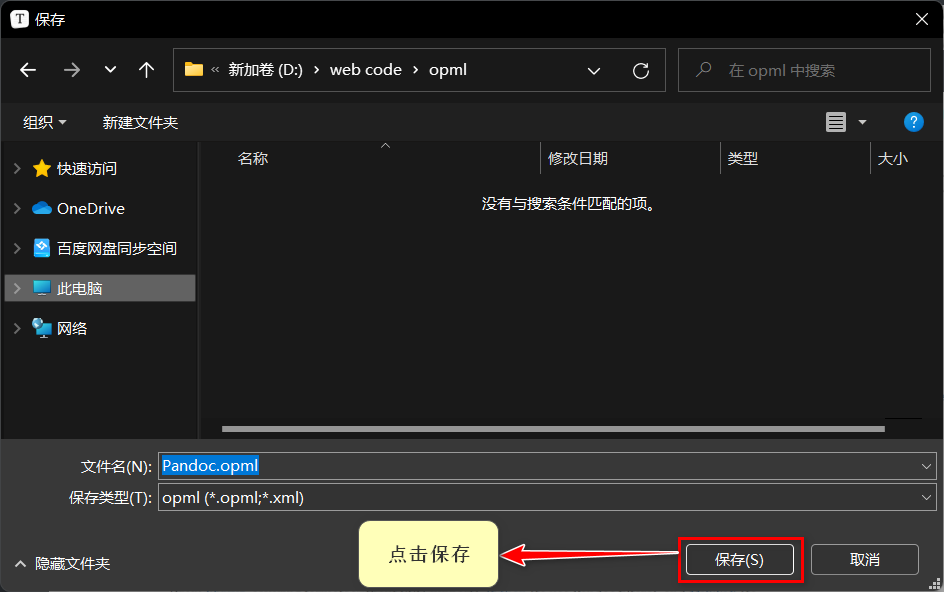 T 保存
« 新加卷 (D:) › web code › opml
在 opml 中搜索
组织 新建文件夹 ?
名称 修改日期 类型 大小
快速访问
没有与搜索条件匹配的项。
OneDrive
百度网盘同步空间
此电脑
网络
文件名(N): Pandoc.opml
保存类型(T): opml (*.opml;*.xml)
点击保存
隐藏文件夹 保存(S) 取消